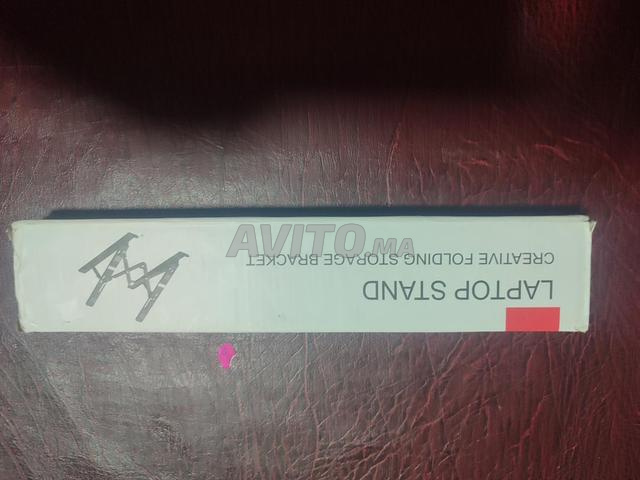 LAPTOP STAND
CREATIVE FOLDING STORAGE BRACKET
AVITO.MA